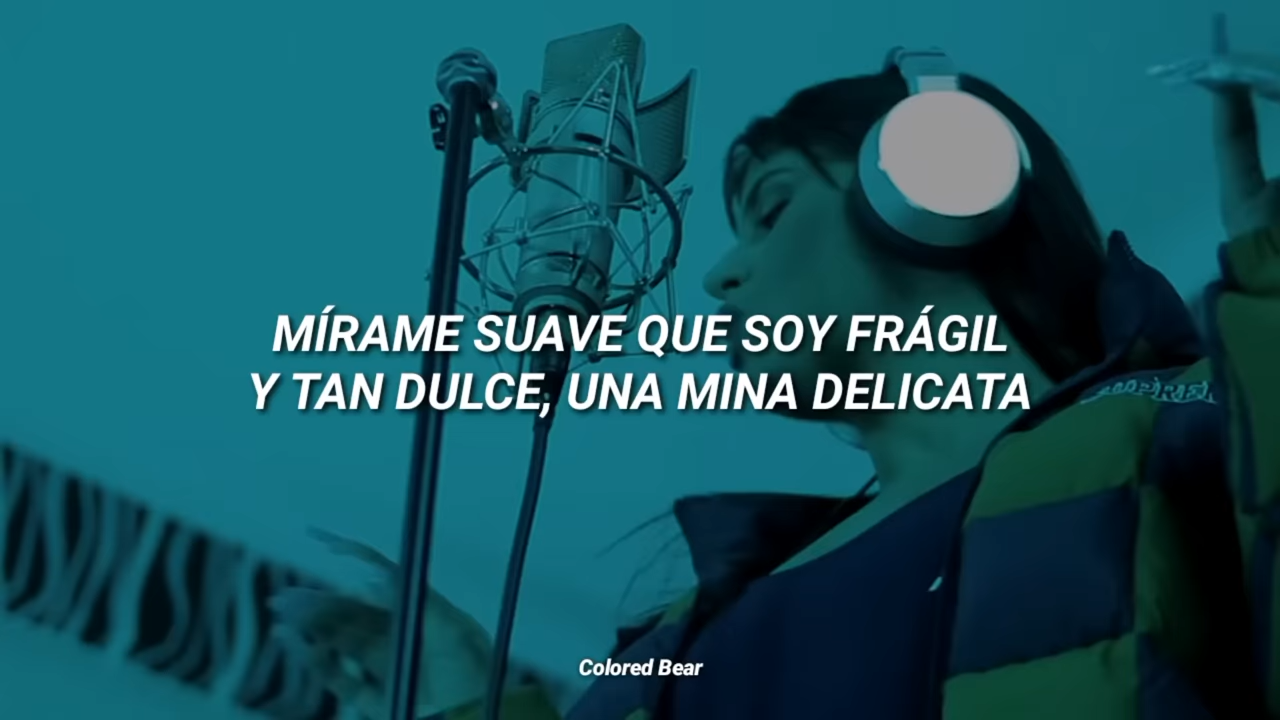 MÍRAME SUAVE QUE SOY FRÁGIL
Y TAN DULCE, UNA MINA DELICATA
Colored Bear